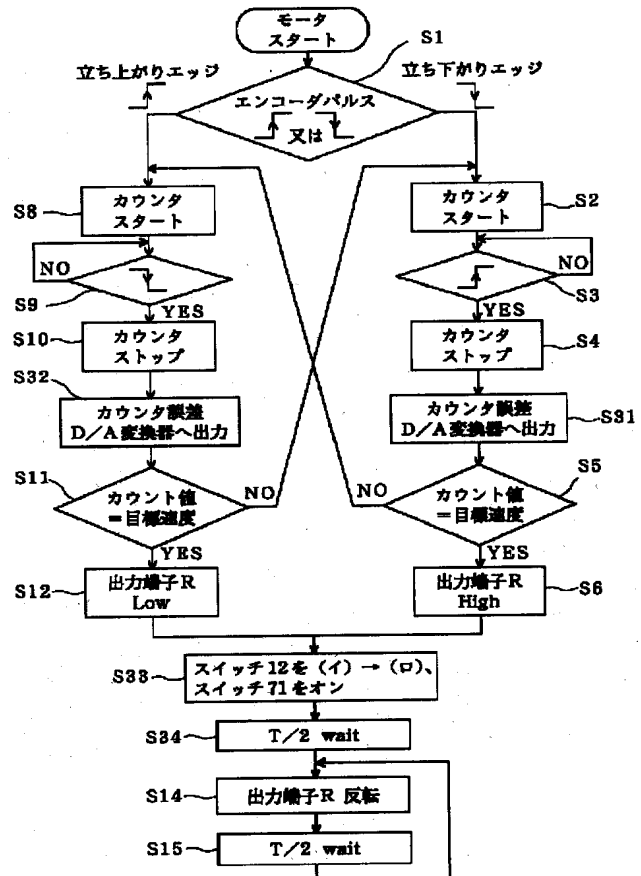 モータ
スタート
S1
立ち上がりエッジ
立ち下がりエッジ
エンコーダパルス
又は
S8
カウンタ
スタート
カウンタ
スタート
S2
NO
S9
YES
NO
S3
YES
S10
カウンタ
ストップ
カウンタ
ストップ
S4
S32
カウンタ誤差
D/A変換器へ出力
カウンタ誤差
D/A変換器へ出力
S31
S11
カウント値
=目標速度
NO
YES
NO
カウント値
=目標速度
S5
YES
S12
出力端子R
Low
出力端子R
High
S6
S33
スイッチ12を(イ)→(ロ)、
スイッチ71をオン
S34
T/2 wait
S14
出力端子R 反転
S15
T/2 wait